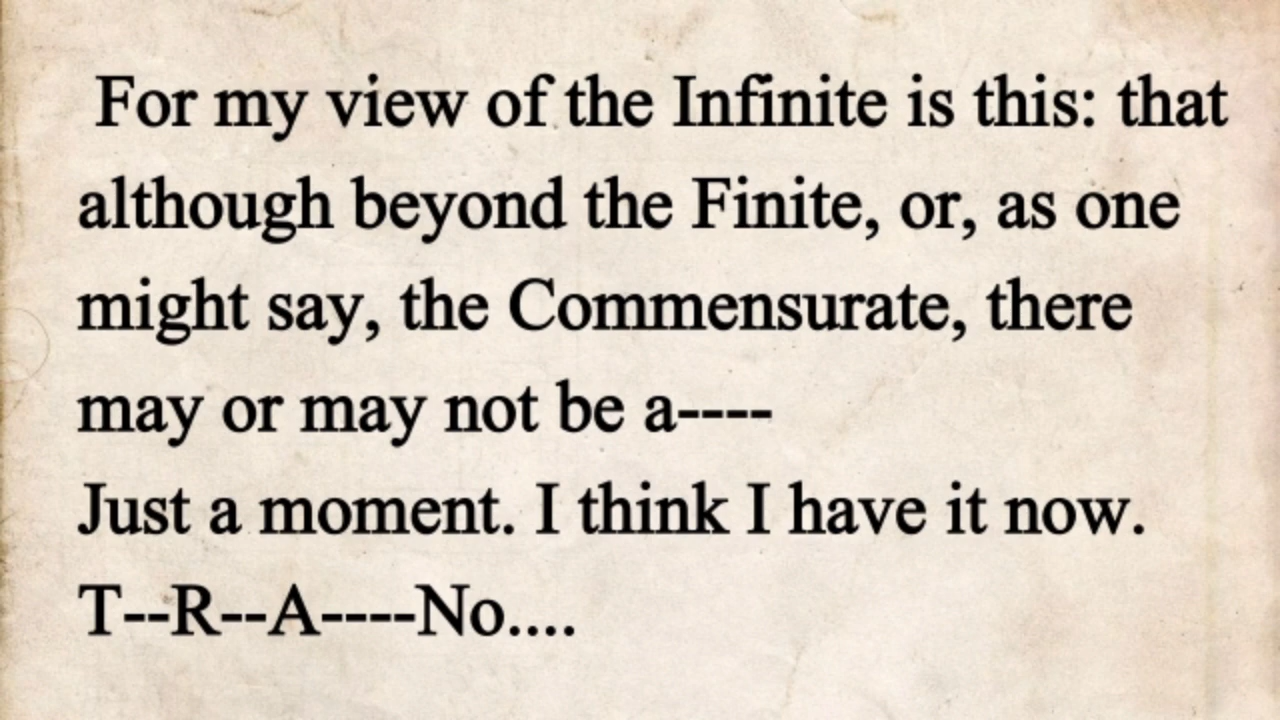 For my view of the Infinite is this: that
although beyond the Finite, or, as one
might say, the Commensurate, there
may or may not be a----
Just a moment. I think I have it now.
T--R--A----No....